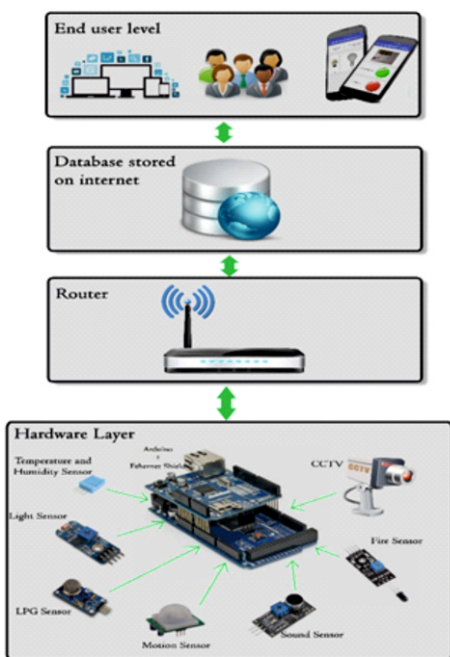 End user level
Database stored
on internet
Router
Hardware Layer
Temperature and
Humidity Sensor
Arduino
+
Ethernet Shield
CCTV
CCTV
Light Sensor
Fire Sensor
LPG Sensor
Motion Sensor
Sound Sensor